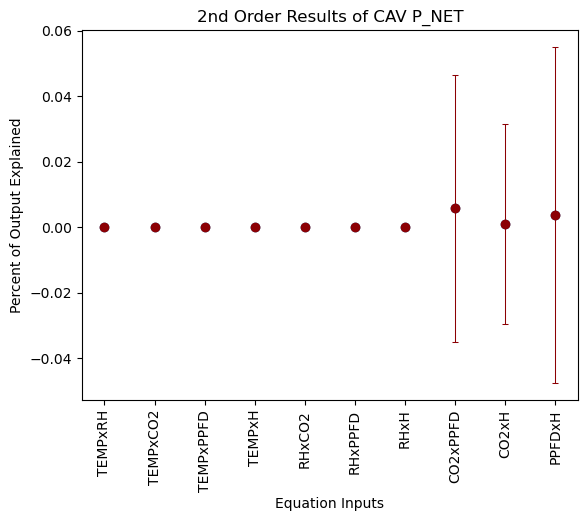 2nd Order Results of CAV P_NET
Percent of Output Explained
0.06
0.04
0.02
0.00
−0.02
−0.04
TEMPxRH
TEMPxCO2
TEMPxPPFD
TEMPxH
RHxCO2
RHxPPFD
RHxH
CO2xPPFD
CO2xH
PPFDxH
Equation Inputs